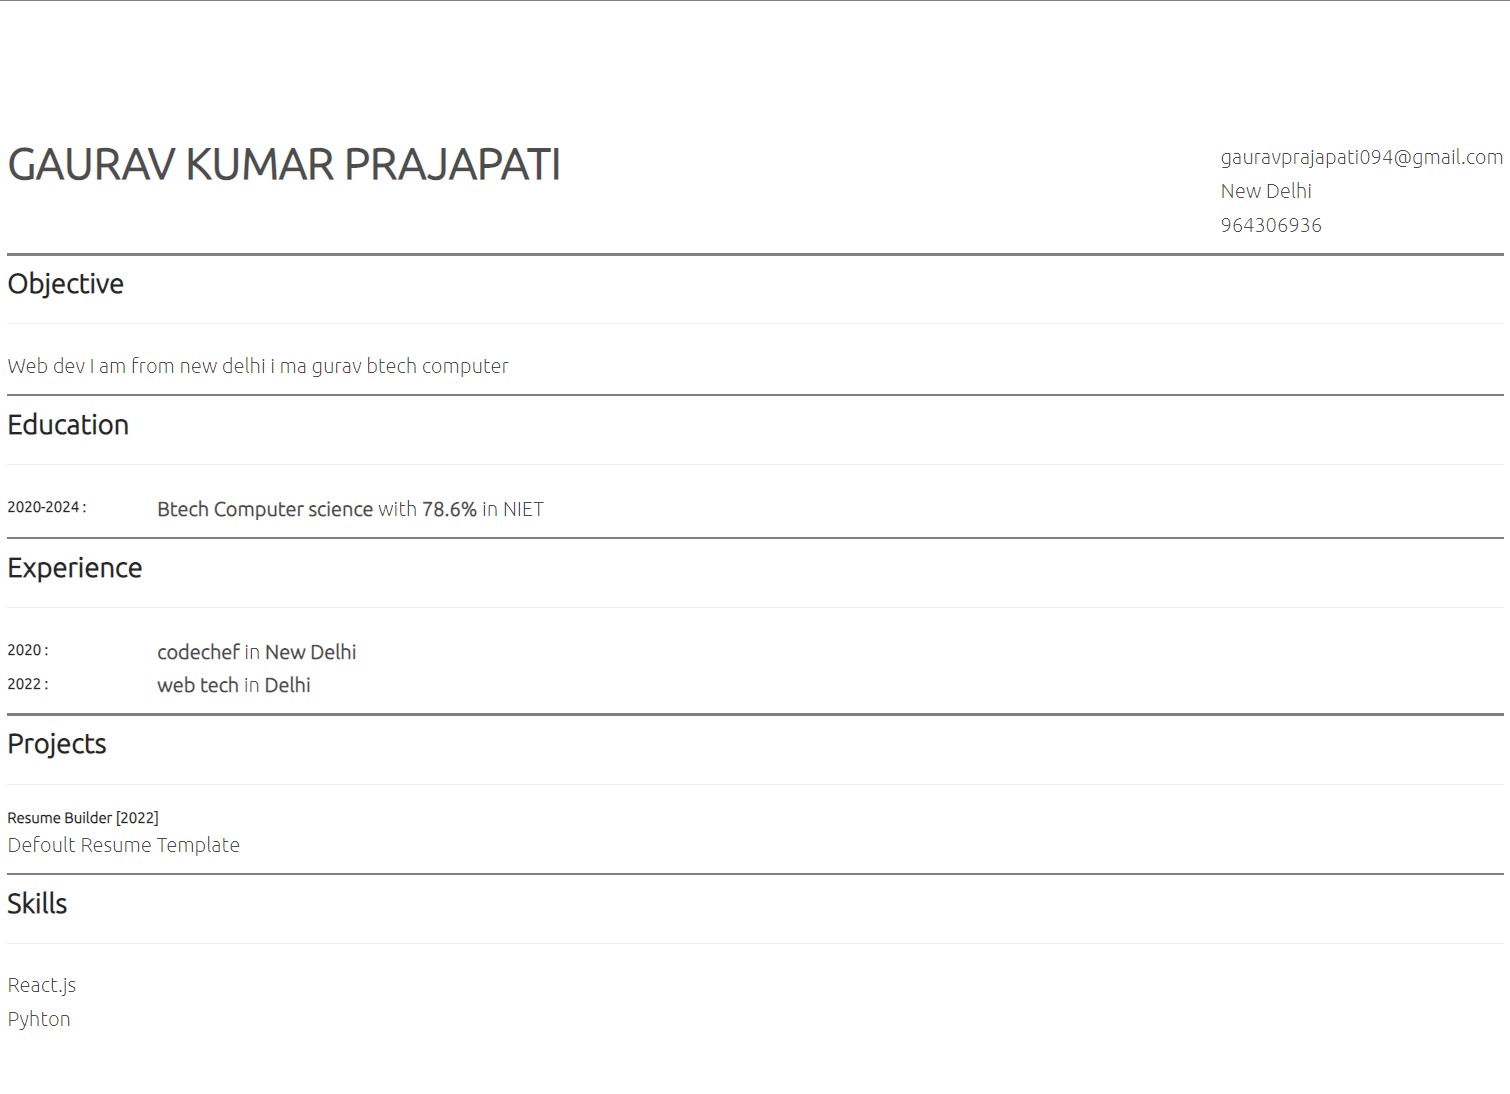 GAURAV KUMAR PRAJAPATI
gauravprajapati094@gmail.com
New Delhi
964306936
Objective
Web dev I am from new delhi i ma gurav btech computer
Education
2020-2024 : Btech Computer science with 78.6% in NIET
Experience
2020 : codechef in New Delhi
2022 : web tech in Delhi
Projects
Resume Builder [2022]
Defoult Resume Template
Skills
React.js
Pyhton